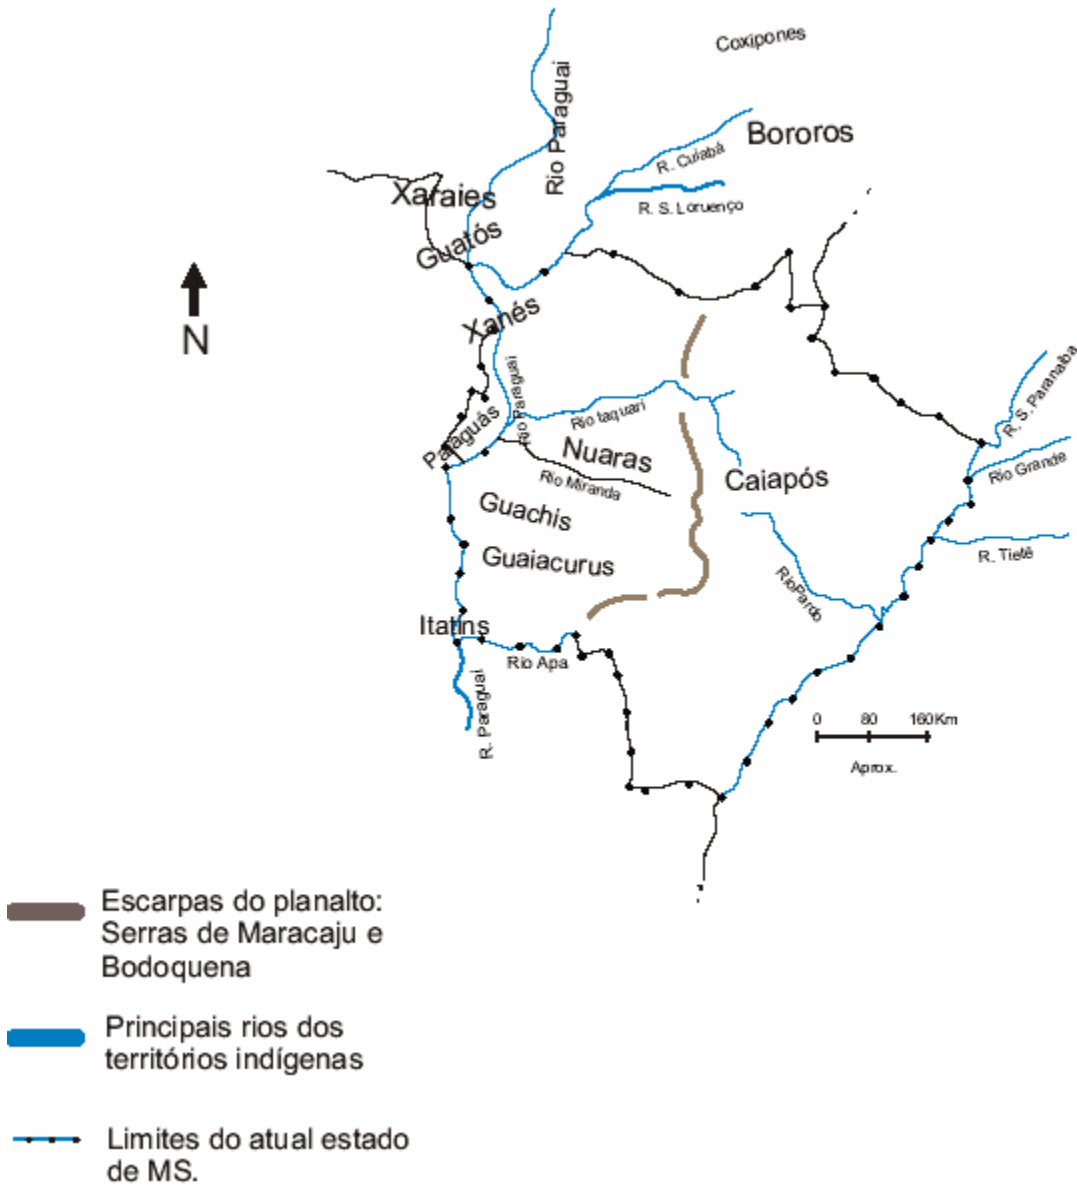 Coxipones
Rio Paraguai
Bororos
R. Cuiabá
R. S. Loruenço
Xaraies
Guatós
N
Xanés
Rio Paraguai
R. S. Paranaiba
Rio Taquari
Paraguás
Nuaras
Rio Grande
Rio Miranda
Caiapós
Guachis
R. Tietê
Guaiacurus
Rio Pardo
Itatins
Rio Apa
R. Paraguai
0 80 160Km
Aprox.
Escarpas do planalto:
Serras de Maracaju e
Bodoquena
Principais rios dos
territórios indígenas
Limites do atual estado
de MS.